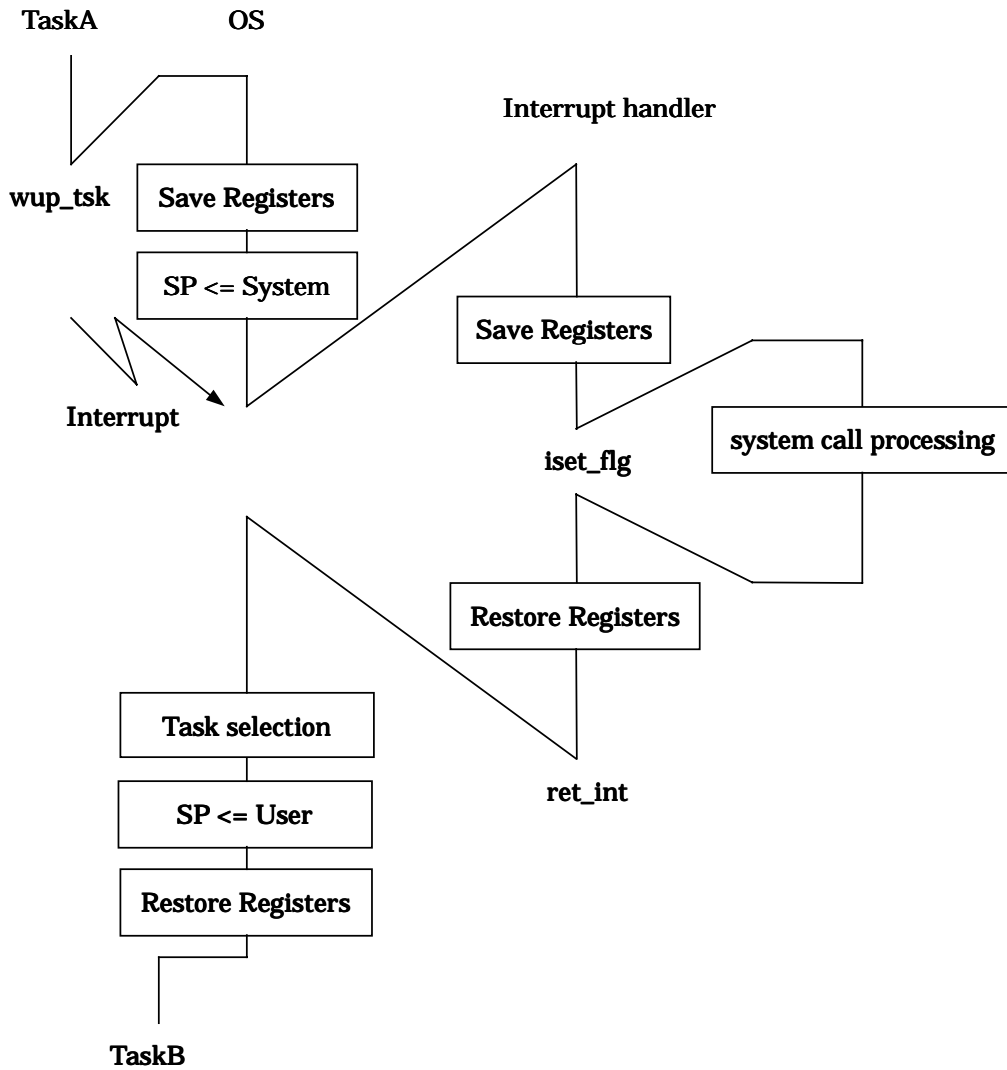 TaskA
OS
Interrupt handler
wup_tsk
Save Registers
SP <= System
Save Registers
Interrupt
iset_flg
system call processing
Restore Registers
Task selection
ret_int
SP <= User
Restore Registers
TaskB